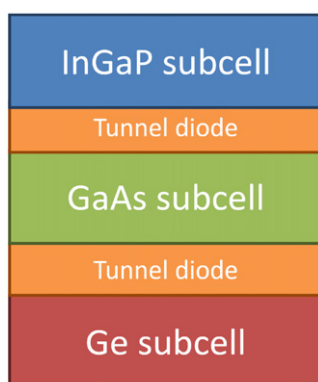 InGaP subcell
Tunnel diode
GaAs subcell
Tunnel diode
Ge subcell